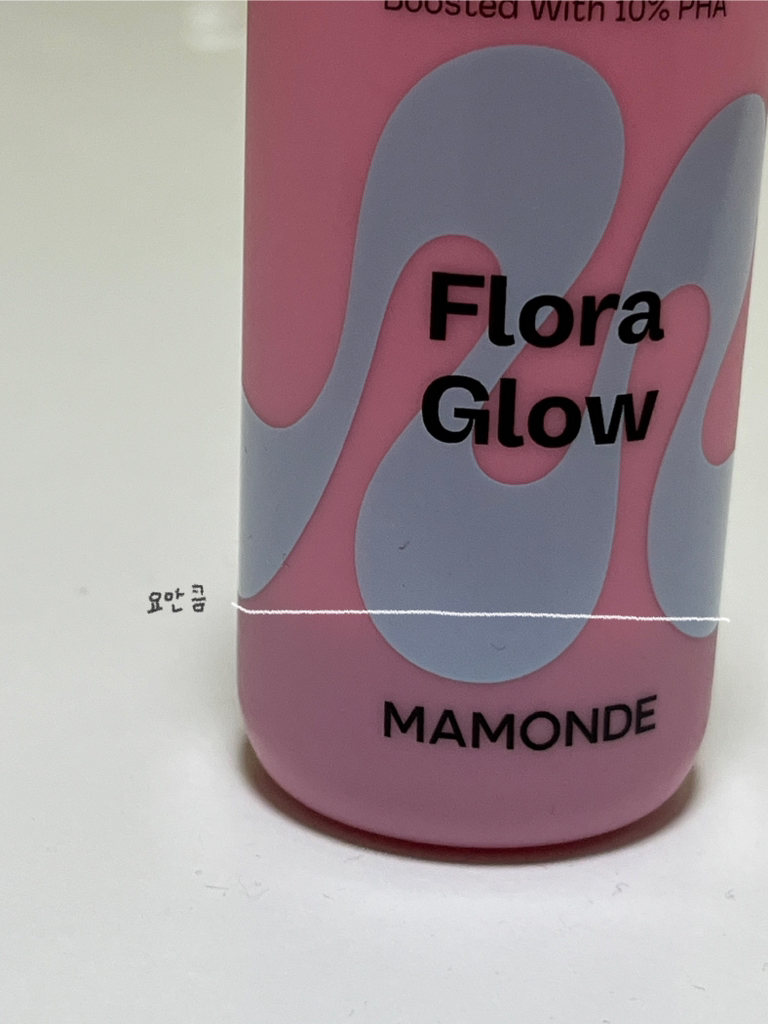 Boosted With 10% PHA
Flora
Glow
요만큼
MAMONDE